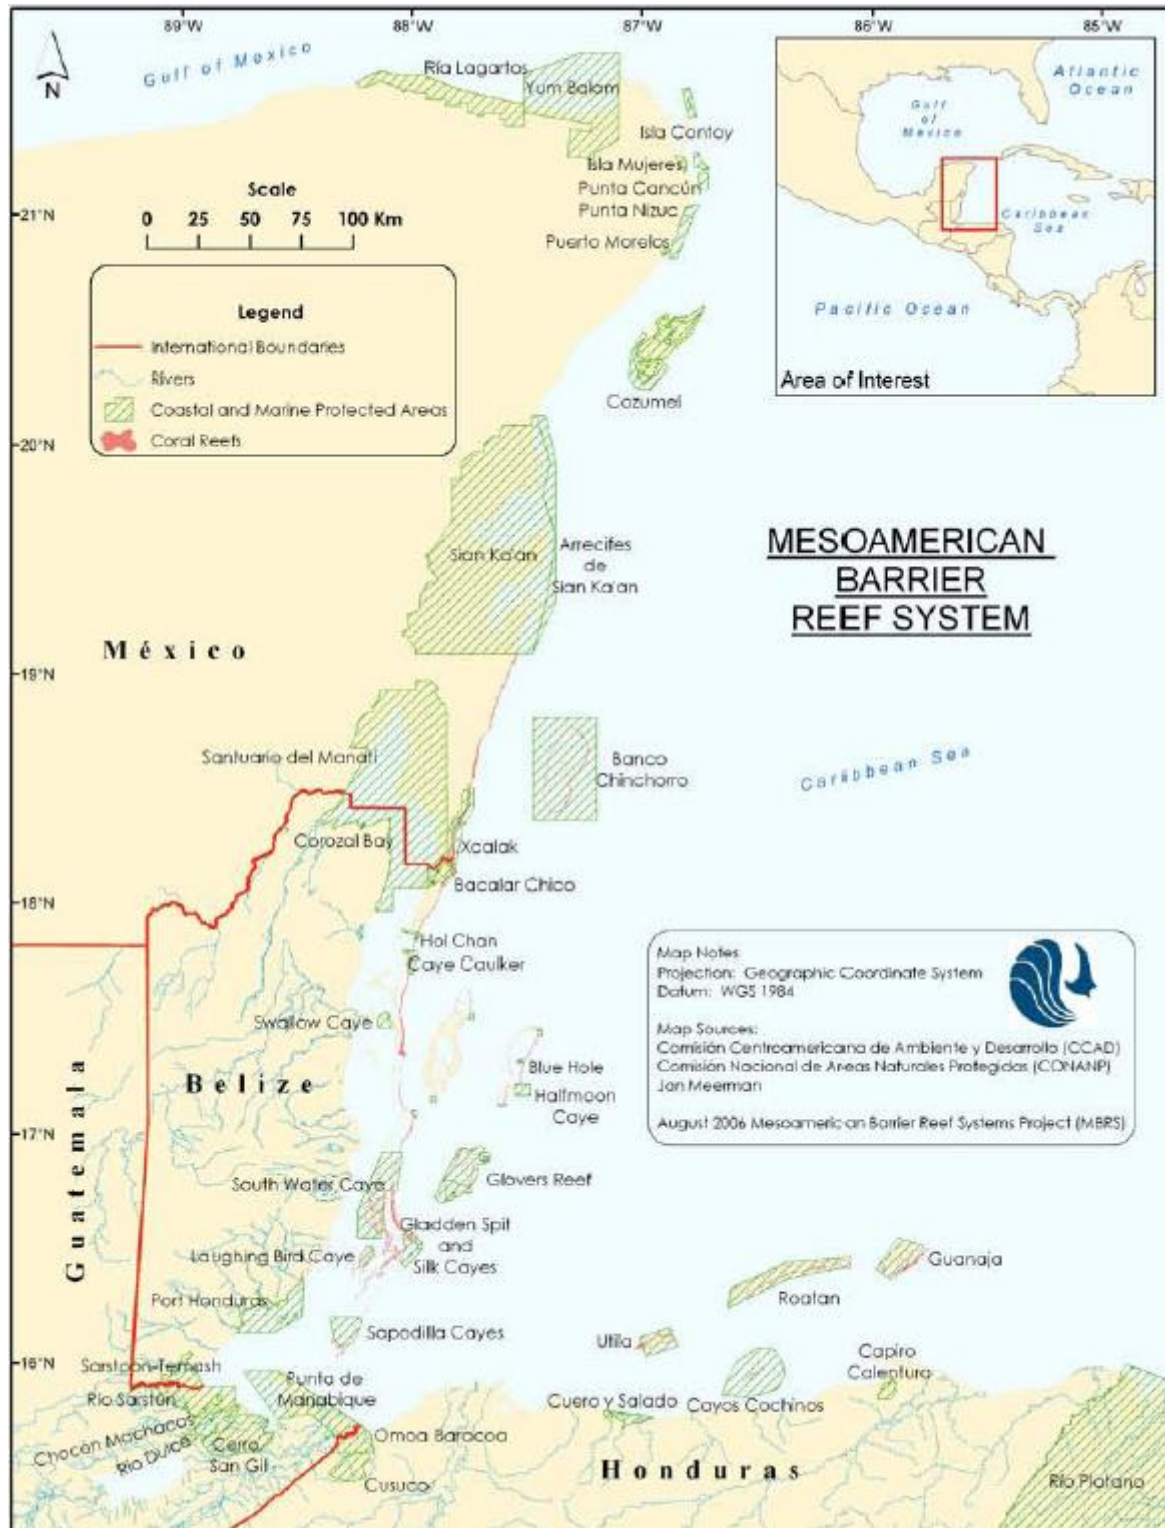 89°W 88°W 87°W 86°W 85°W
N
Gulf of Mexico
Ría Lagartos
Yum Balam
Isla Contoy
Isla Mujeres
Punta Cancún
Punta Nizuc
Puerto Morelos
Atlantic
Ocean
Gulf
of
Mexico
Caribbean
Sea
Pacific Ocean
Area of Interest
Scale
0 25 50 75 100 Km
21°N
Legend
International Boundaries
Rivers
Coastal and Marine Protected Areas
Coral Reefs
Cozumel
20°N
Sian Ka'an
Arrecifes
de
Sian Ka'an
MESOAMERICAN
BARRIER
REEF SYSTEM
México
19°N
Santuario del Manatí
Banco
Chinchorro
Caribbean Sea
Corozal Bay
Xcalak
Bacalar Chico
18°N
Hol Chan
Caye Caulker
Map Notes
Projection: Geographic Coordinate System
Datum: WGS 1984
Map Sources:
Comisión Centroamericana de Ambiente y Desarrollo (CCAD)
Comisión Nacional de Areas Naturales Protegidas (CONANP)
Jan Meerman
August 2006 Mesoamerican Barrier Reef Systems Project (MBRS)
Swallow Caye
Blue Hole
Halfmoon
Caye
Belize
Guatemala
17°N
South Water Caye
Glovers Reef
Gladden Spit
and
Silk Cayes
Laughing Bird Caye
Port Honduras
Sapodilla Cayes
Guanaja
Roatan
Utila
16°N
Sarstoon-Temash
Río Sarstún
Punta de
Manabique
Capiro
Calentura
Cuero y Salado
Cayos Cochinos
Chocón Machacas
Río Dulce
Cerro
San Gil
Omoa Baracoa
Cusuco
Honduras
Río Platano